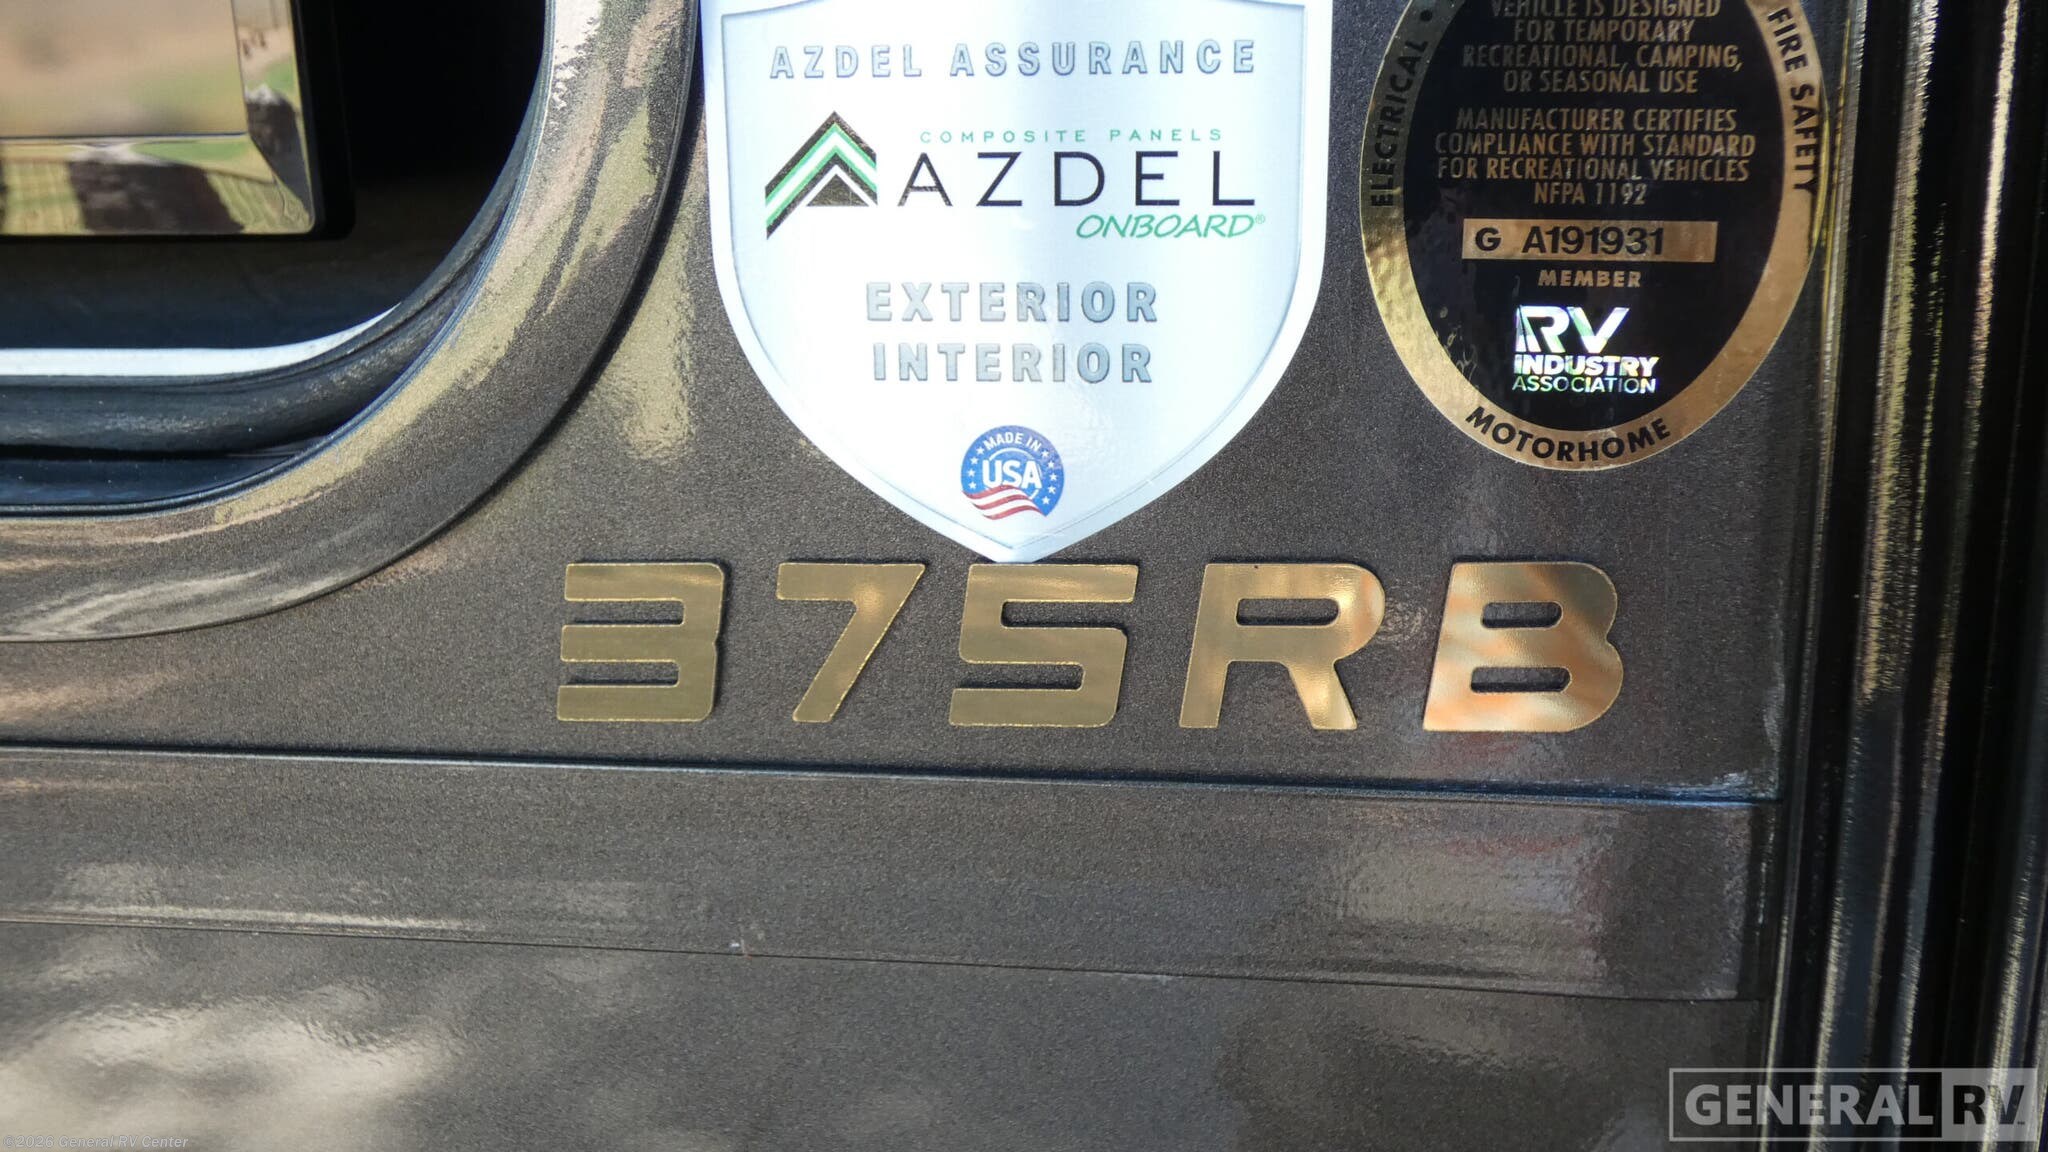 AZDEL ASSURANCE
COMPOSITE PANELS
AZDEL
ONBOARD®
EXTERIOR
INTERIOR
MADE IN
USA
ELECTRICAL •
FIRE SAFETY
VEHICLE IS DESIGNED
FOR TEMPORARY
RECREATIONAL, CAMPING,
OR SEASONAL USE
MANUFACTURER CERTIFIES
COMPLIANCE WITH STANDARD
FOR RECREATIONAL VEHICLES
NFPA 1192
G A191931
MEMBER
RV
INDUSTRY
ASSOCIATION
MOTORHOME
375RB
GENERAL RV
©2026 General RV Center